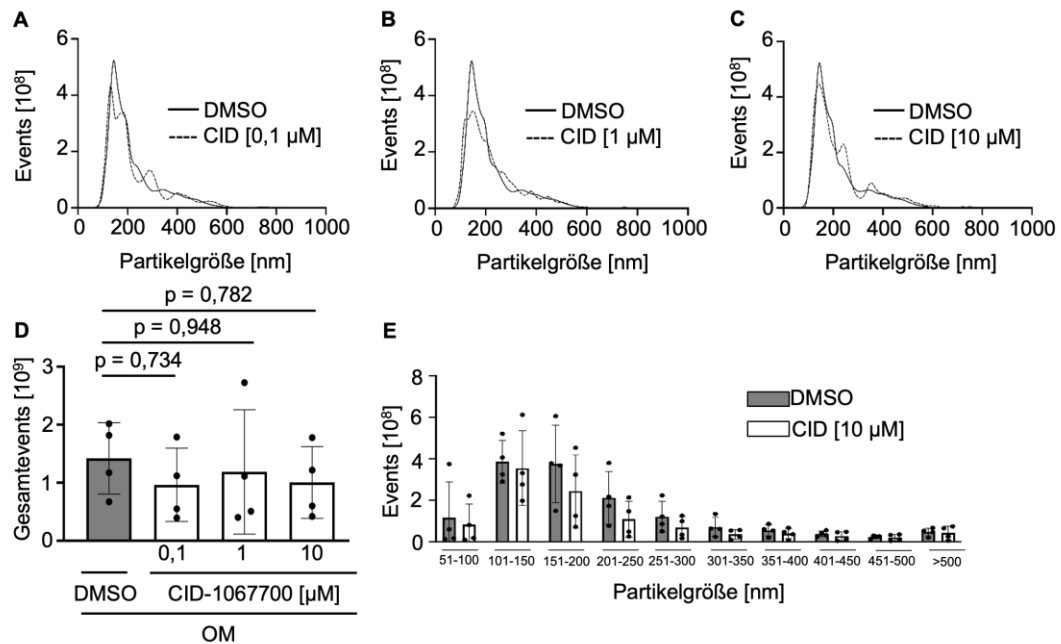 A
Events [10⁸]
6
4
2
0
DMSO
CID [0,1 µM]
0 200 400 600 800 1000
Partikelgröße [nm]
B
Events [10⁸]
6
4
2
0
DMSO
CID [1 µM]
0 200 400 600 800 1000
Partikelgröße [nm]
C
Events [10⁸]
6
4
2
0
DMSO
CID [10 µM]
0 200 400 600 800 1000
Partikelgröße [nm]
D
p = 0,782
p = 0,948
p = 0,734
Gesamtevents [10⁹]
3
2
1
0
0,1 1 10
DMSO CID-1067700 [µM]
OM
E
Events [10⁸]
8
6
4
2
0
DMSO
CID [10 µM]
51-100 101-150 151-200 201-250 251-300 301-350 351-400 401-450 451-500 >500
Partikelgröße [nm]